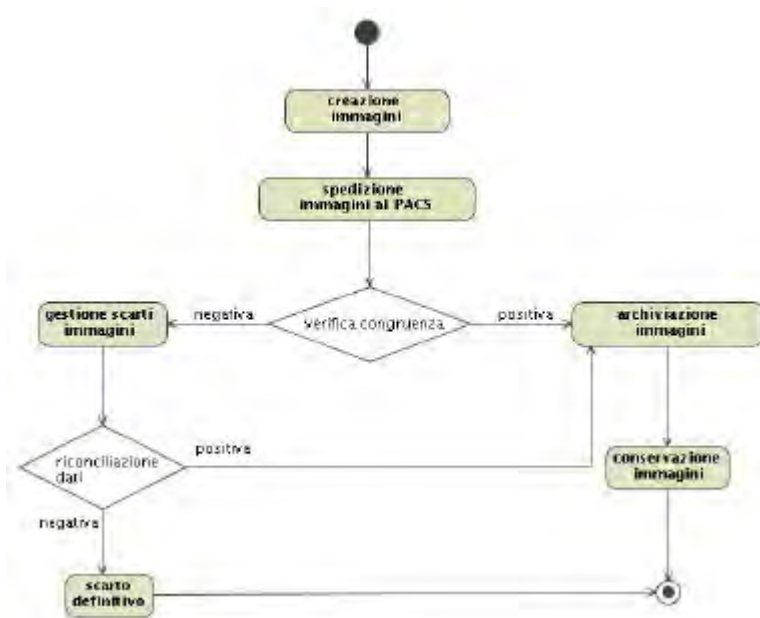 creazione
immagini
spedizione
immagini al PACS
gestione scarti
immagini
negativa
verifica congruenza
positiva
archiviazione
immagini
riconciliazione
dati
positiva
conservazione
immagini
negativa
scarto
definitivo